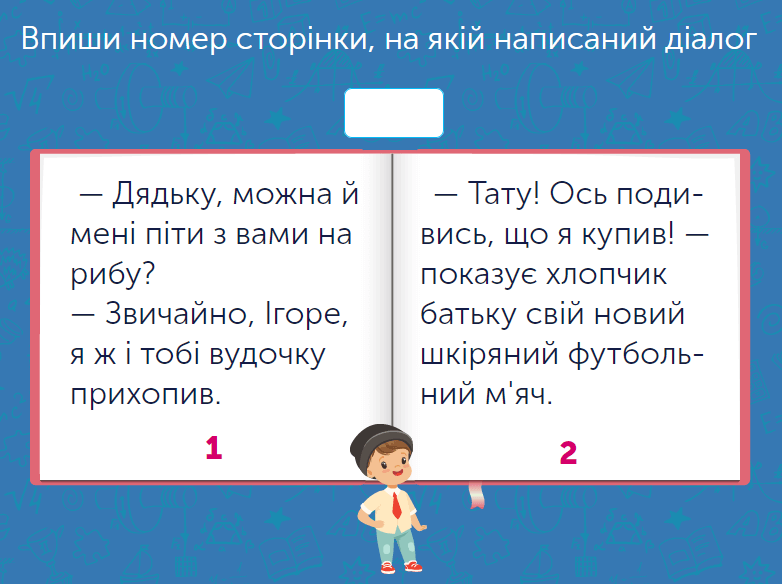 Впиши номер сторінки, на якій написаний діалог
— Дядьку, можна й
мені піти з вами на
рибу?
— Звичайно, Ігоре,
я ж і тобі вудочку
прихопив.
1
— Тату! Ось поди-
вись, що я купив! —
показує хлопчик
батьку свій новий
шкіряний футболь-
ний м'яч.
2